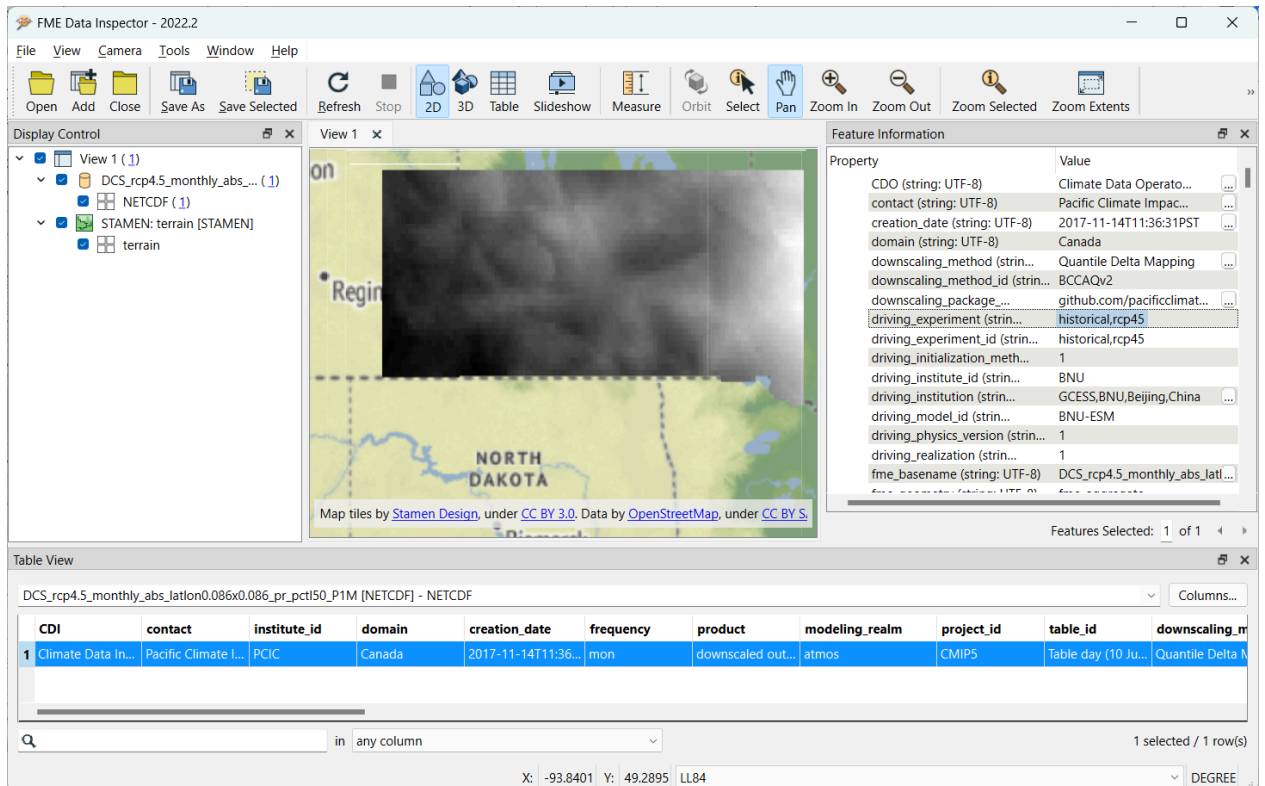 FME Data Inspector - 2022.2
File View Camera Tools Window Help
Open Add Close Save As Save Selected Refresh Stop 2D 3D Table Slideshow Measure Orbit Select Pan Zoom In Zoom Out Zoom Selected Zoom Extents »
Display Control
View 1 (1)
DCS_rcp4.5_monthly_abs_... (1)
NETCDF (1)
STAMEN: terrain [STAMEN]
terrain
View 1
on
Regin
NORTH
DAKOTA
Map tiles by Stamen Design, under CC BY 3.0. Data by OpenStreetMap, under CC BY S
Feature Information
Property Value
CDO (string: UTF-8) Climate Data Operato... ...
contact (string: UTF-8) Pacific Climate Impac... ...
creation_date (string: UTF-8) 2017-11-14T11:36:31PST ...
domain (string: UTF-8) Canada
downscaling_method (strin... Quantile Delta Mapping ...
downscaling_method_id (strin... BCCAQv2
downscaling_package_... github.com/pacificclimat... ...
driving_experiment (strin... historical,rcp45
driving_experiment_id (strin... historical,rcp45
driving_initialization_meth... 1
driving_institute_id (strin... BNU
driving_institution (strin... GCESS,BNU,Beijing,China ...
driving_model_id (strin... BNU-ESM
driving_physics_version (strin... 1
driving_realization (strin... 1
fme_basename (string: UTF-8) DCS_rcp4.5_monthly_abs_latl...
Features Selected: 1 of 1
Table View
DCS_rcp4.5_monthly_abs_latlon0.086x0.086_pr_pctl50_P1M [NETCDF] - NETCDF Columns...
CDI contact institute_id domain creation_date frequency product modeling_realm project_id table_id downscaling_m
1 Climate Data In... Pacific Climate I... PCIC Canada 2017-11-14T11:36... mon downscaled out... atmos CMIP5 Table day (10 Ju... Quantile Delta M
in any column 1 selected / 1 row(s)
X: -93.8401 Y: 49.2895 LL84 DEGREE